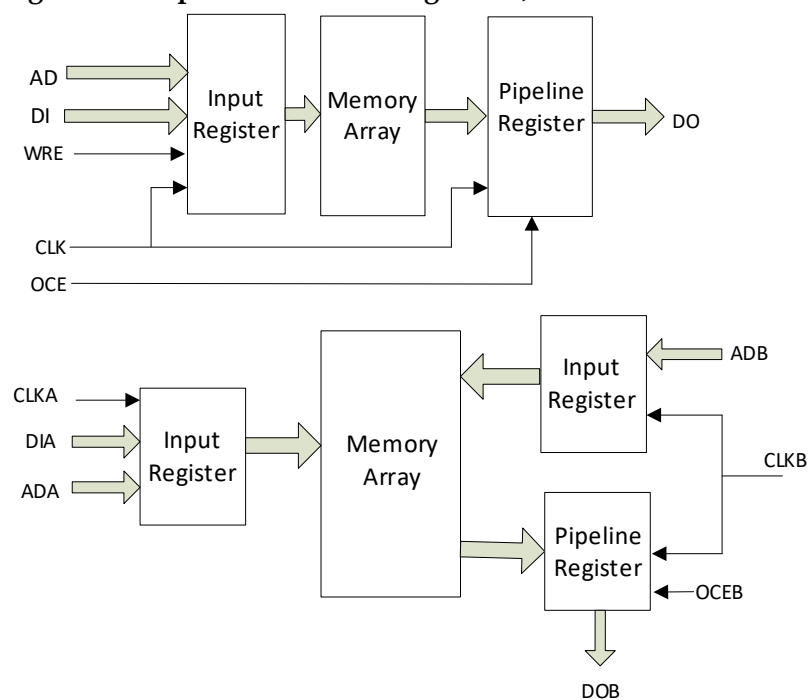 AD
DI
WRE
CLK
OCE
Input
Register
Memory
Array
Pipeline
Register
DO
CLKA
DIA
ADA
Input
Register
Memory
Array
Input
Register
ADB
CLKB
Pipeline
Register
OCEB
DOB